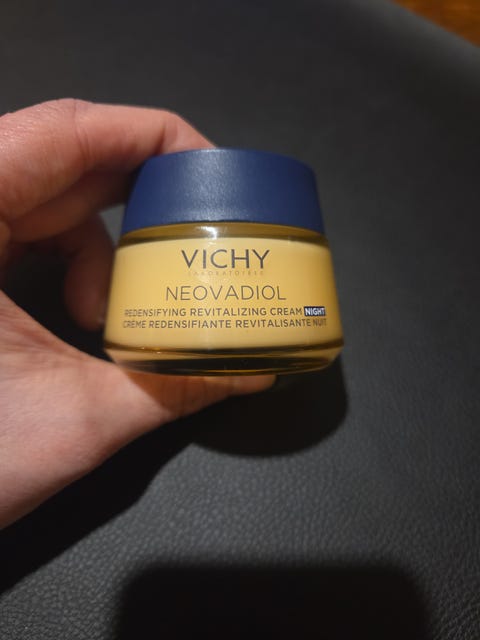 VICHY
LABORATOIRES
NEOVADIOL
REDENSIFYING REVITALIZING CREAM NIGHT
CRÈME REDENSIFIANTE REVITALISANTE NUIT